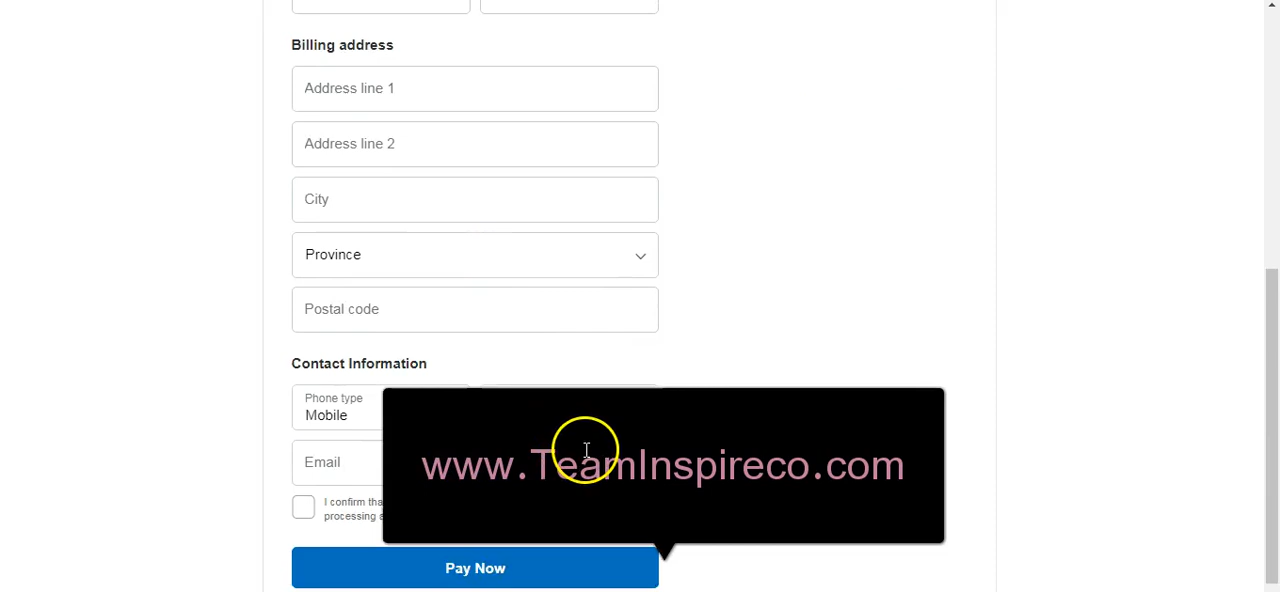 Billing address
Address line 1
Address line 2
City
Province
Postal code
Contact Information
Phone type
Mobile
Email
www.TeamInspireco.com
I confirm tha
processing
Pay Now